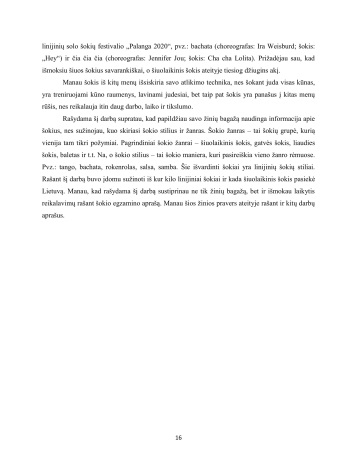 linijinių solo šokių festivalio „Palanga 2020“, pvz.: bachata (choreografas: Ira Weisburd; šokis:
„Hey“) ir čia čia čia (choreografas: Jennifer Jou; šokis: Cha cha Lolita). Prižadėjau sau, kad
išmoksiu šiuos šokius savarankiškai, o šiuolaikinis šokis ateityje tiesiog džiugins akį.
Manau šokis iš kitų menų išsiskiria savo atlikimo technika, nes šokant juda visas kūnas,
yra treniruojami kūno raumenys, lavinami judesiai, bet taip pat šokis yra panašus į kitas menų
rūšis, nes reikalauja itin daug darbo, laiko ir tikslumo.
Rašydama šį darbą supratau, kad papildžiau savo žinių bagažą naudinga informacija apie
šokius, nes sužinojau, kuo skiriasi šokio stilius ir žanras. Šokio žanras – tai šokių grupė, kurią
vienija tam tikri požymiai. Pagrindiniai šokio žanrai – šiuolaikinis šokis, gatvės šokis, liaudies
šokis, baletas ir t.t. Na, o šokio stilius – tai šokio maniera, kuri pasireiškia vieno žanro rėmuose.
Pvz.: tango, bachata, rokenrolas, salsa, samba. Šie išvardinti šokiai yra linijinių šokių stiliai.
Rašant šį darbą buvo įdomu sužinoti iš kur kilo linijiniai šokiai ir kada šiuolaikinis šokis pasiekė
Lietuvą. Manau, kad rašydama šį darbą sustiprinau ne tik žinių bagažą, bet ir išmokau laikytis
reikalavimų rašant šokio egzamino aprašą. Manau šios žinios pravers ateityje rašant ir kitų darbų
aprašus.
16